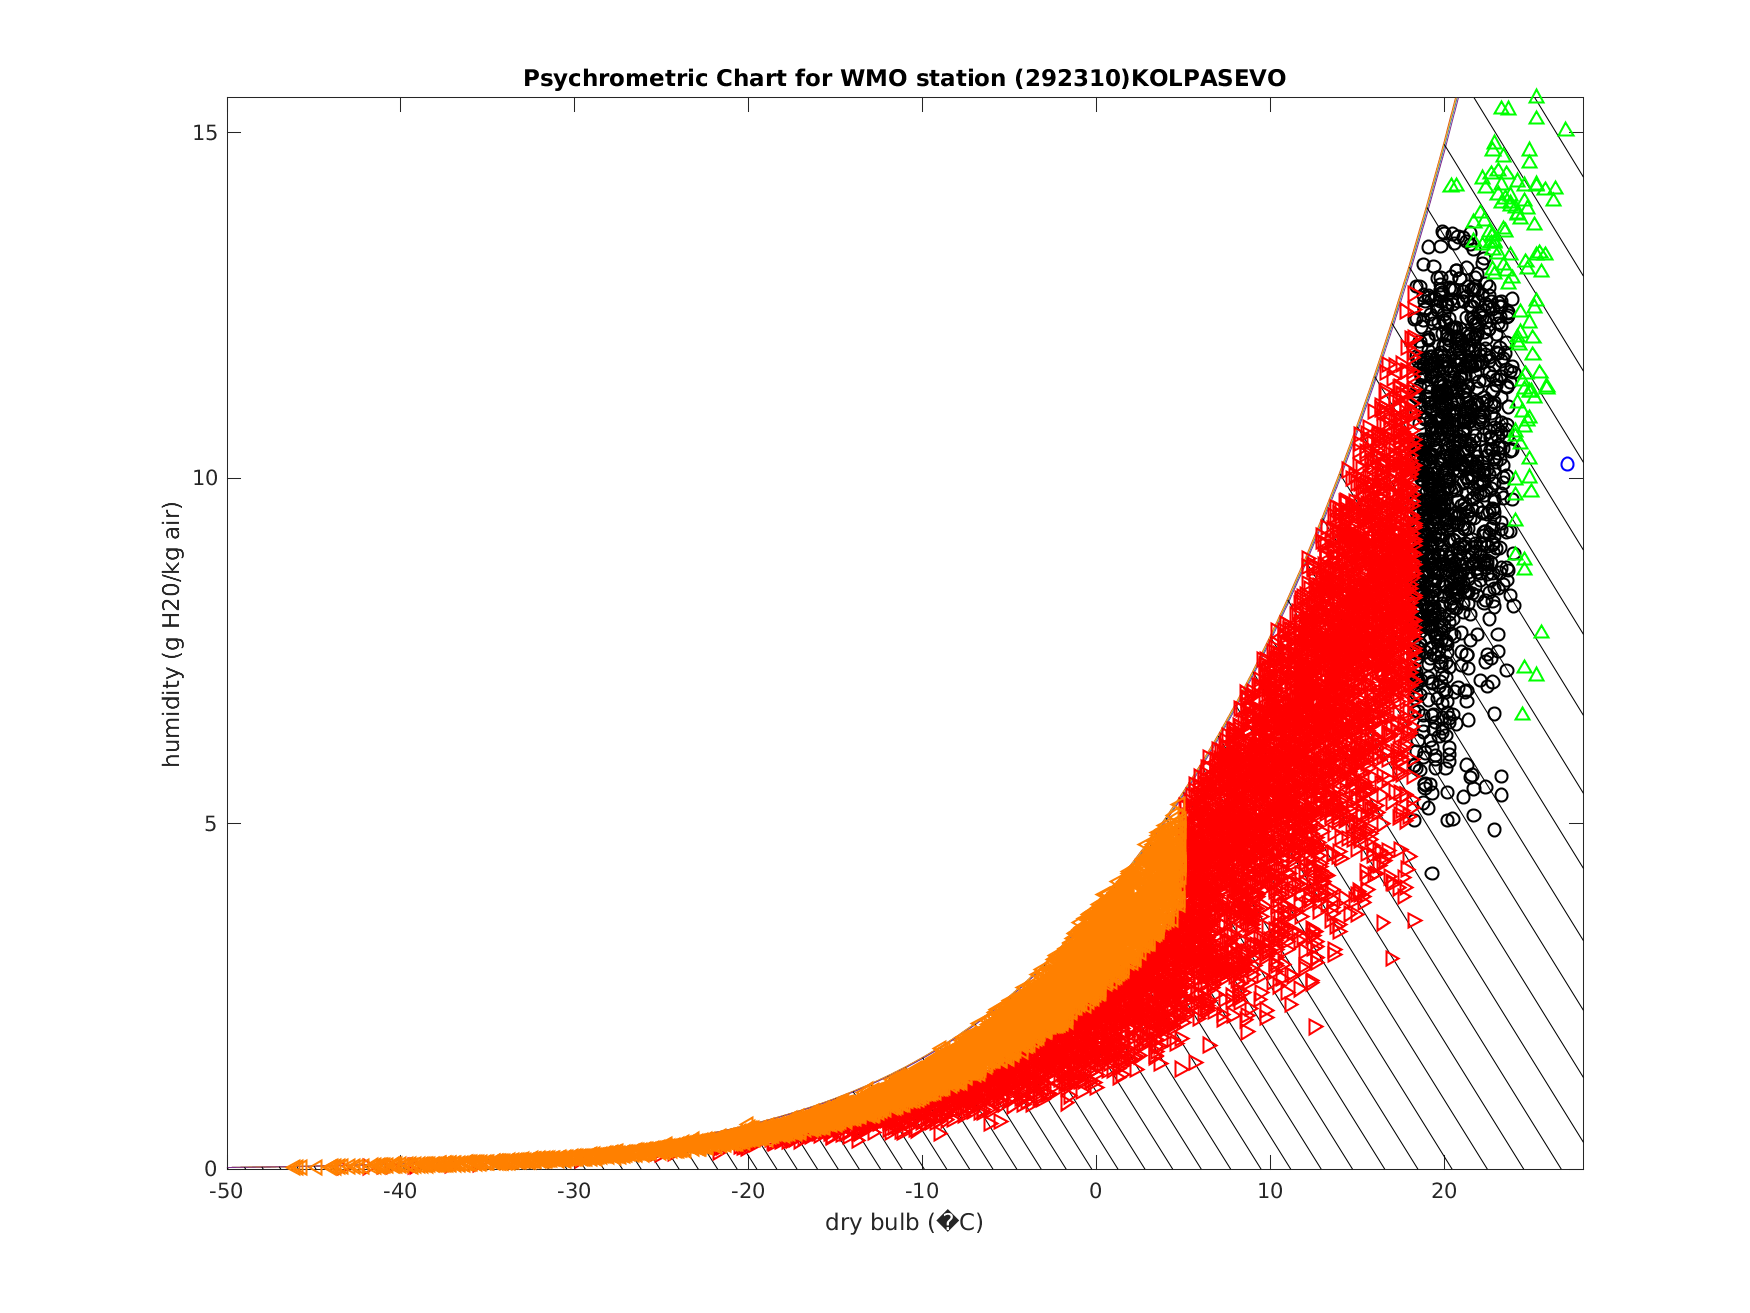 Psychrometric Chart for WMO station (292310)KOLPASEVO
15
10
5
0
humidity (g H20/kg air)
-50 -40 -30 -20 -10 0 10 20
dry bulb (�C)